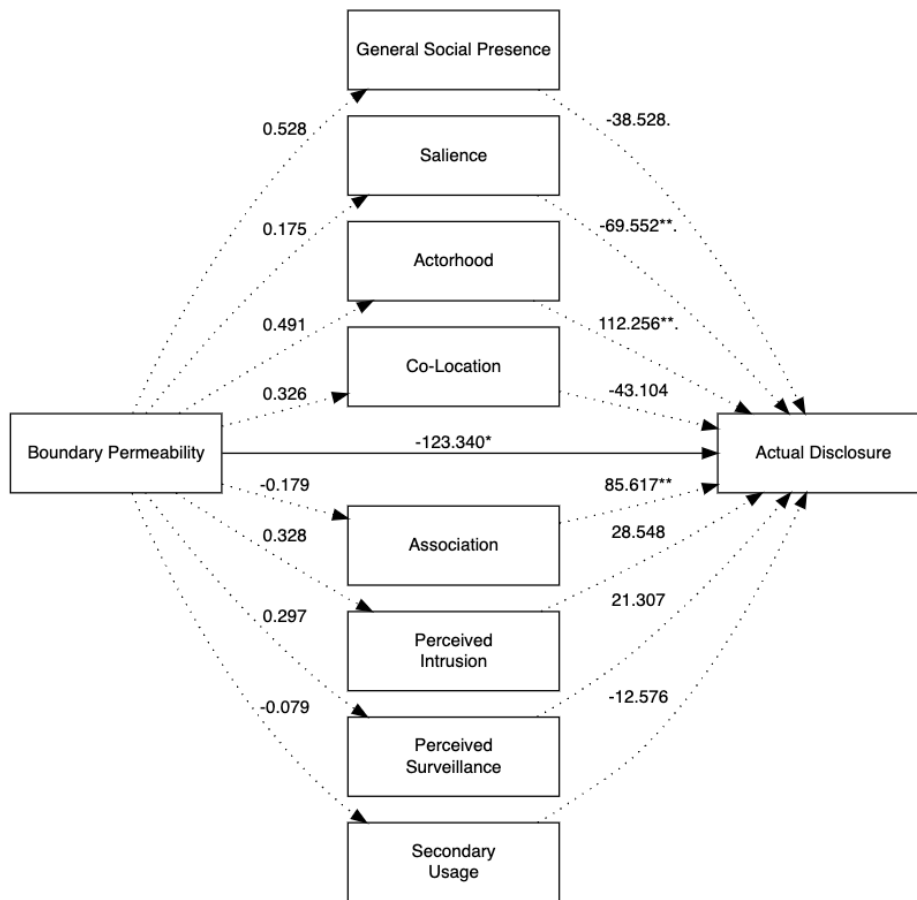 General Social Presence
0.528
-38.528.
Salience
0.175
-69.552**.
Actorhood
0.491
112.256**.
Co-Location
0.326
-43.104
Boundary Permeability
-123.340*
Actual Disclosure
-0.179
85.617**
Association
0.328
28.548
0.297
21.307
Perceived
Intrusion
-0.079
-12.576
Perceived
Surveillance
Secondary
Usage